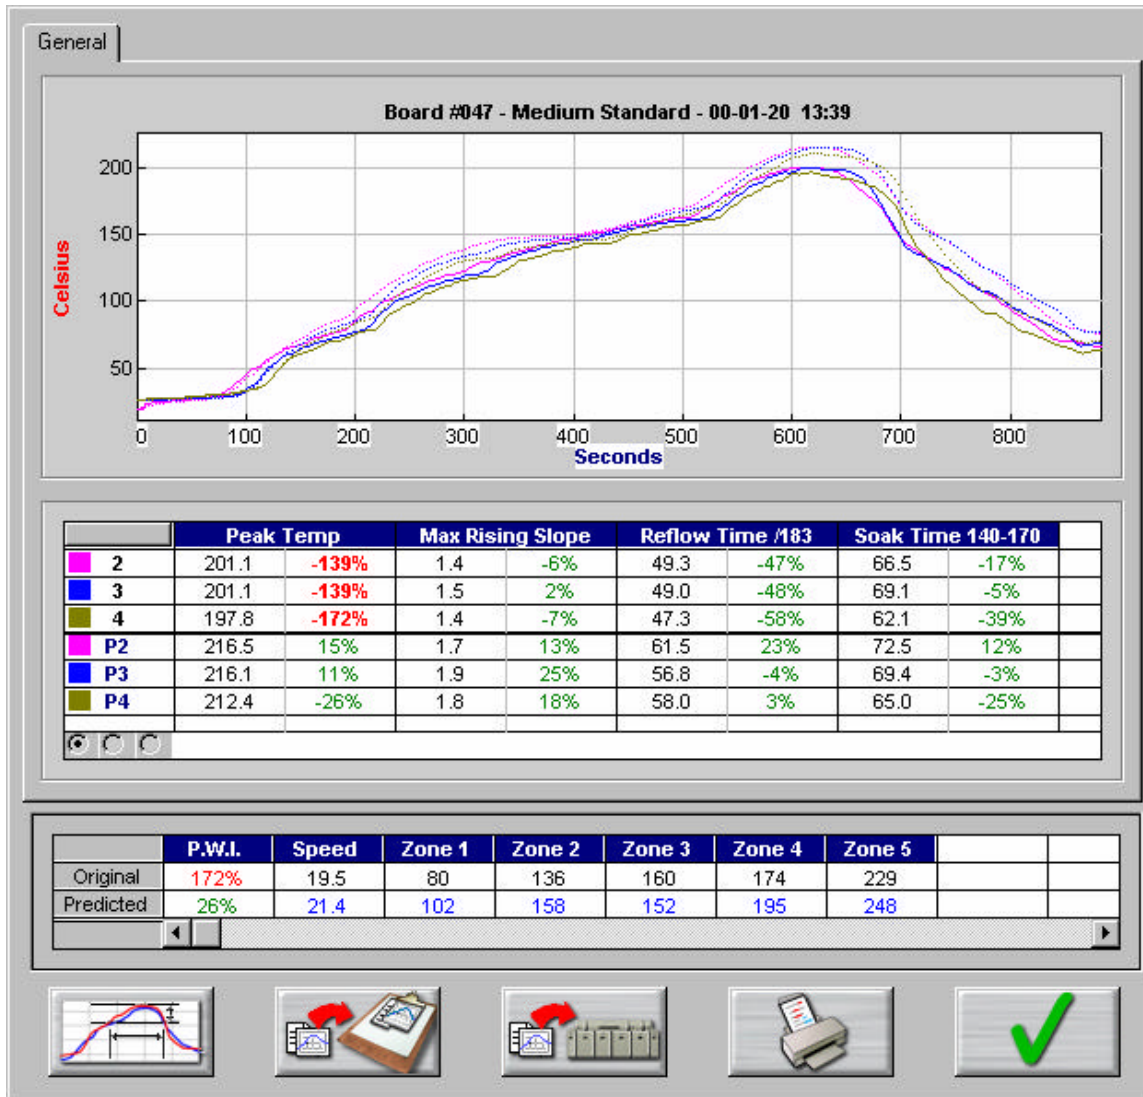 General
Board #047 - Medium Standard - 00-01-20 13:39
200
150
100
50
Celsius
0 100 200 300 400 500 600 700 800
Seconds
Peak Temp Max Rising Slope Reflow Time /183 Soak Time 140-170
2 201.1 -139% 1.4 -6% 49.3 -47% 66.5 -17%
3 201.1 -139% 1.5 2% 49.0 -48% 69.1 -5%
4 197.8 -172% 1.4 -7% 47.3 -58% 62.1 -39%
P2 216.5 15% 1.7 13% 61.5 23% 72.5 12%
P3 216.1 11% 1.9 25% 56.8 -4% 69.4 -3%
P4 212.4 -26% 1.8 18% 58.0 3% 65.0 -25%
P.W.I. Speed Zone 1 Zone 2 Zone 3 Zone 4 Zone 5
Original 172% 19.5 80 136 160 174 229
Predicted 26% 21.4 102 158 152 195 248